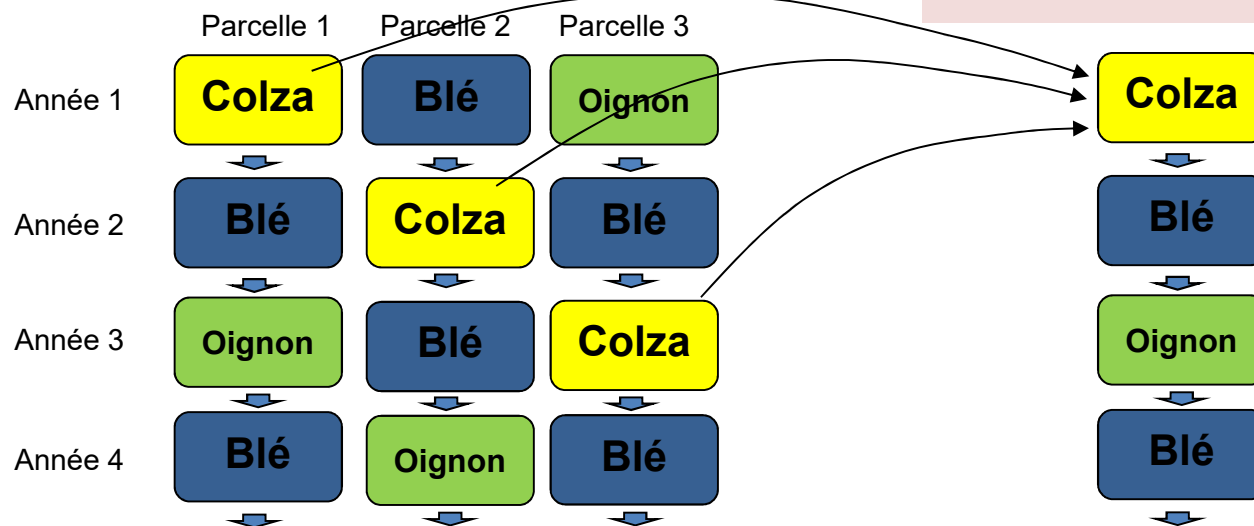 Parcelle 1 Parcelle 2 Parcelle 3
Année 1 Colza Blé Oignon Colza
Année 2 Blé Colza Blé Blé
Année 3 Oignon Blé Colza Oignon
Année 4 Blé Oignon Blé Blé